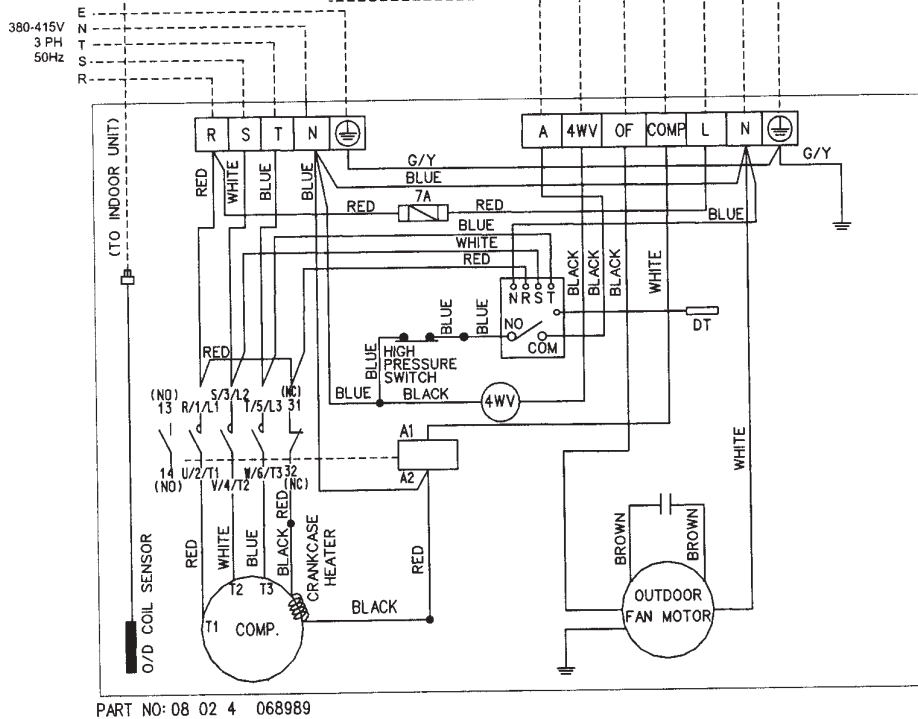 E
380-415V N
3 PH T
50Hz S
R
R S T N
A 4WV OF COMP L N
(TO INDOOR UNIT)
G/Y
G/Y
BLUE
RED
WHITE
BLUE
BLUE
7A
RED
RED
BLUE
BLUE
WHITE
RED
BLACK
BLACK
BLACK
WHITE
N R S T
NO
COM
DT
BLUE
BLUE
BLUE
HIGH
PRESSURE
SWITCH
RED
BLUE
BLACK
4WV
(NO)
13
R/1/L1
S/3/L2
T/5/L3
(NC)
31
A1
A2
14
(NO)
U/2/T1
V/4/T2
W/6/T3
32
(NC)
WHITE
RED
WHITE
BLUE
BLACK
RED
CRANKCASE
HEATER
RED
BROWN
BROWN
O/D COIL SENSOR
T1
T2
T3
COMP.
BLACK
OUTDOOR
FAN MOTOR
PART NO: 08 02 4 068989